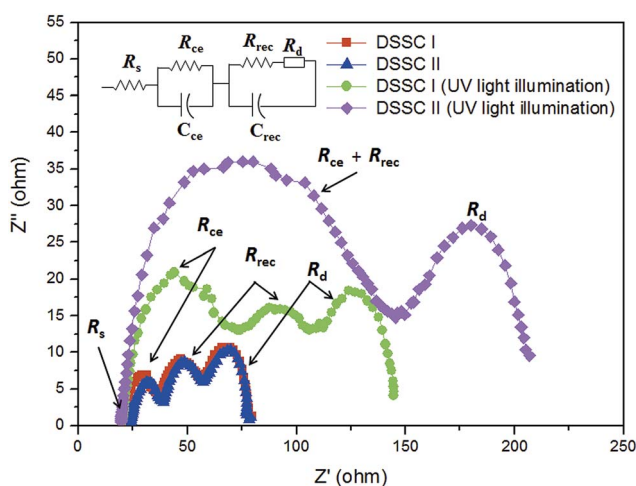 55
50
45
40
35
30
25
20
15
10
5
0
0
50
100
150
200
250
Z" (ohm)
Z' (ohm)
Rs
Rce
Cce
Rrec
Rd
Crec
DSSC I
DSSC II
DSSC I (UV light illumination)
DSSC II (UV light illumination)
Rce + Rrec
Rd
Rce
Rrec
Rd
Rs